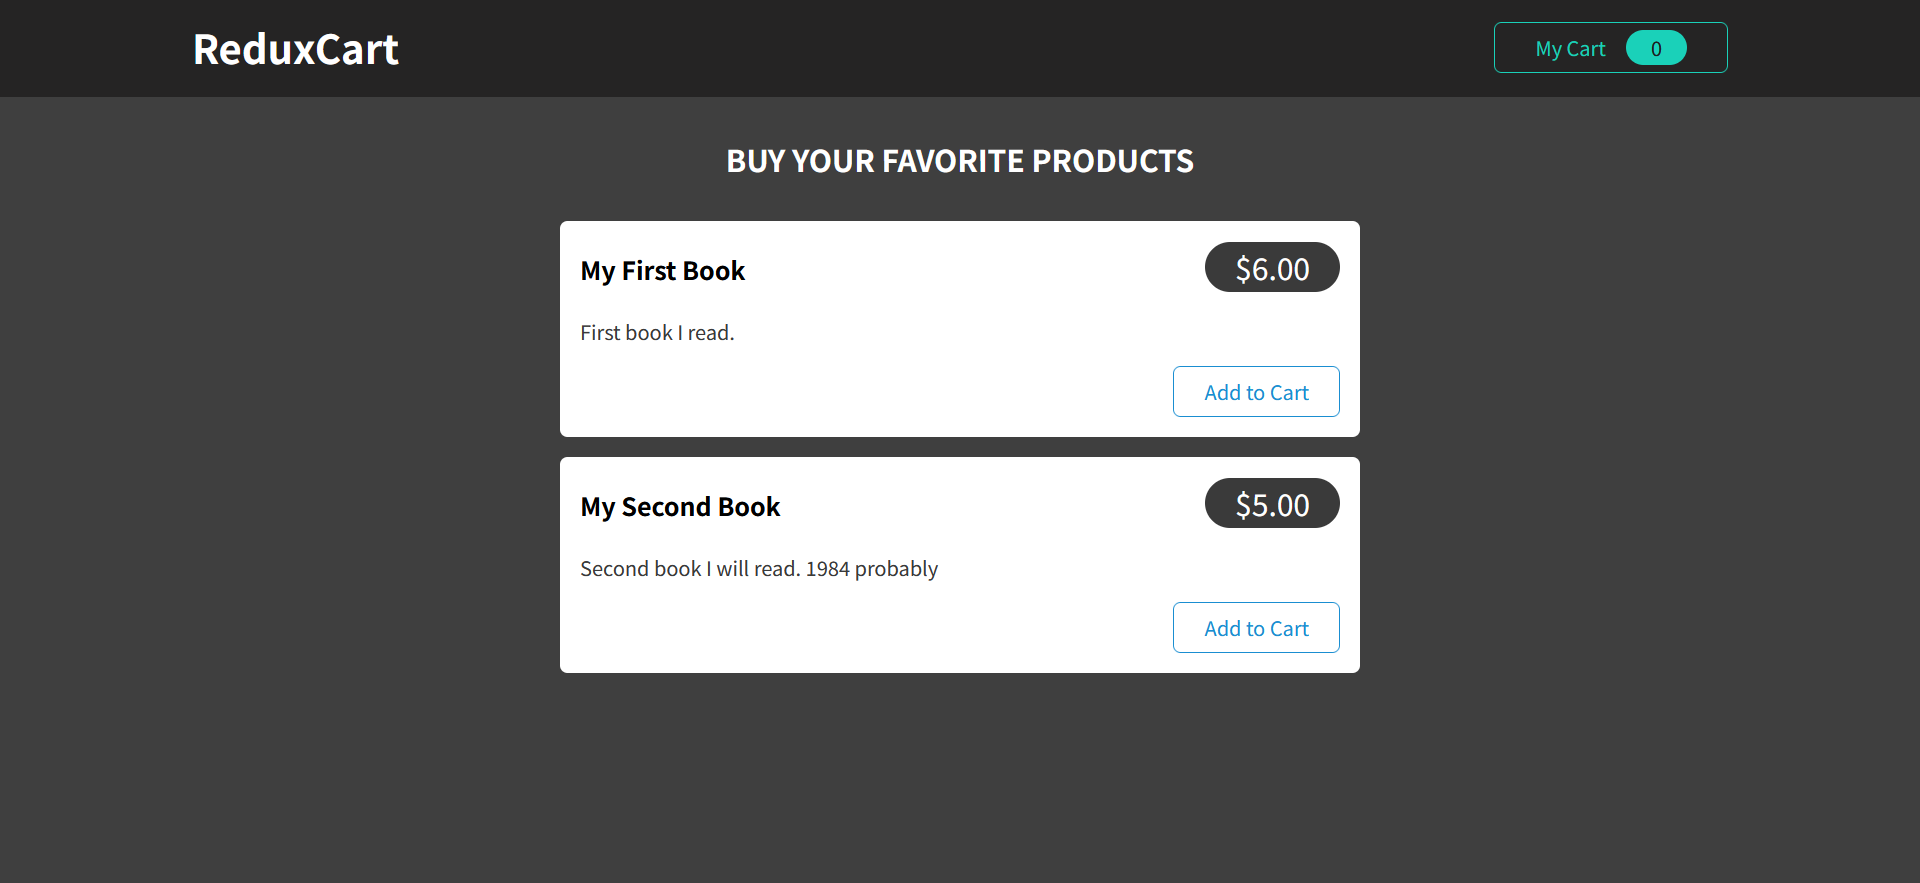 ReduxCart
My Cart 0
BUY YOUR FAVORITE PRODUCTS
My First Book
$6.00
First book I read.
Add to Cart
My Second Book
$5.00
Second book I will read. 1984 probably
Add to Cart